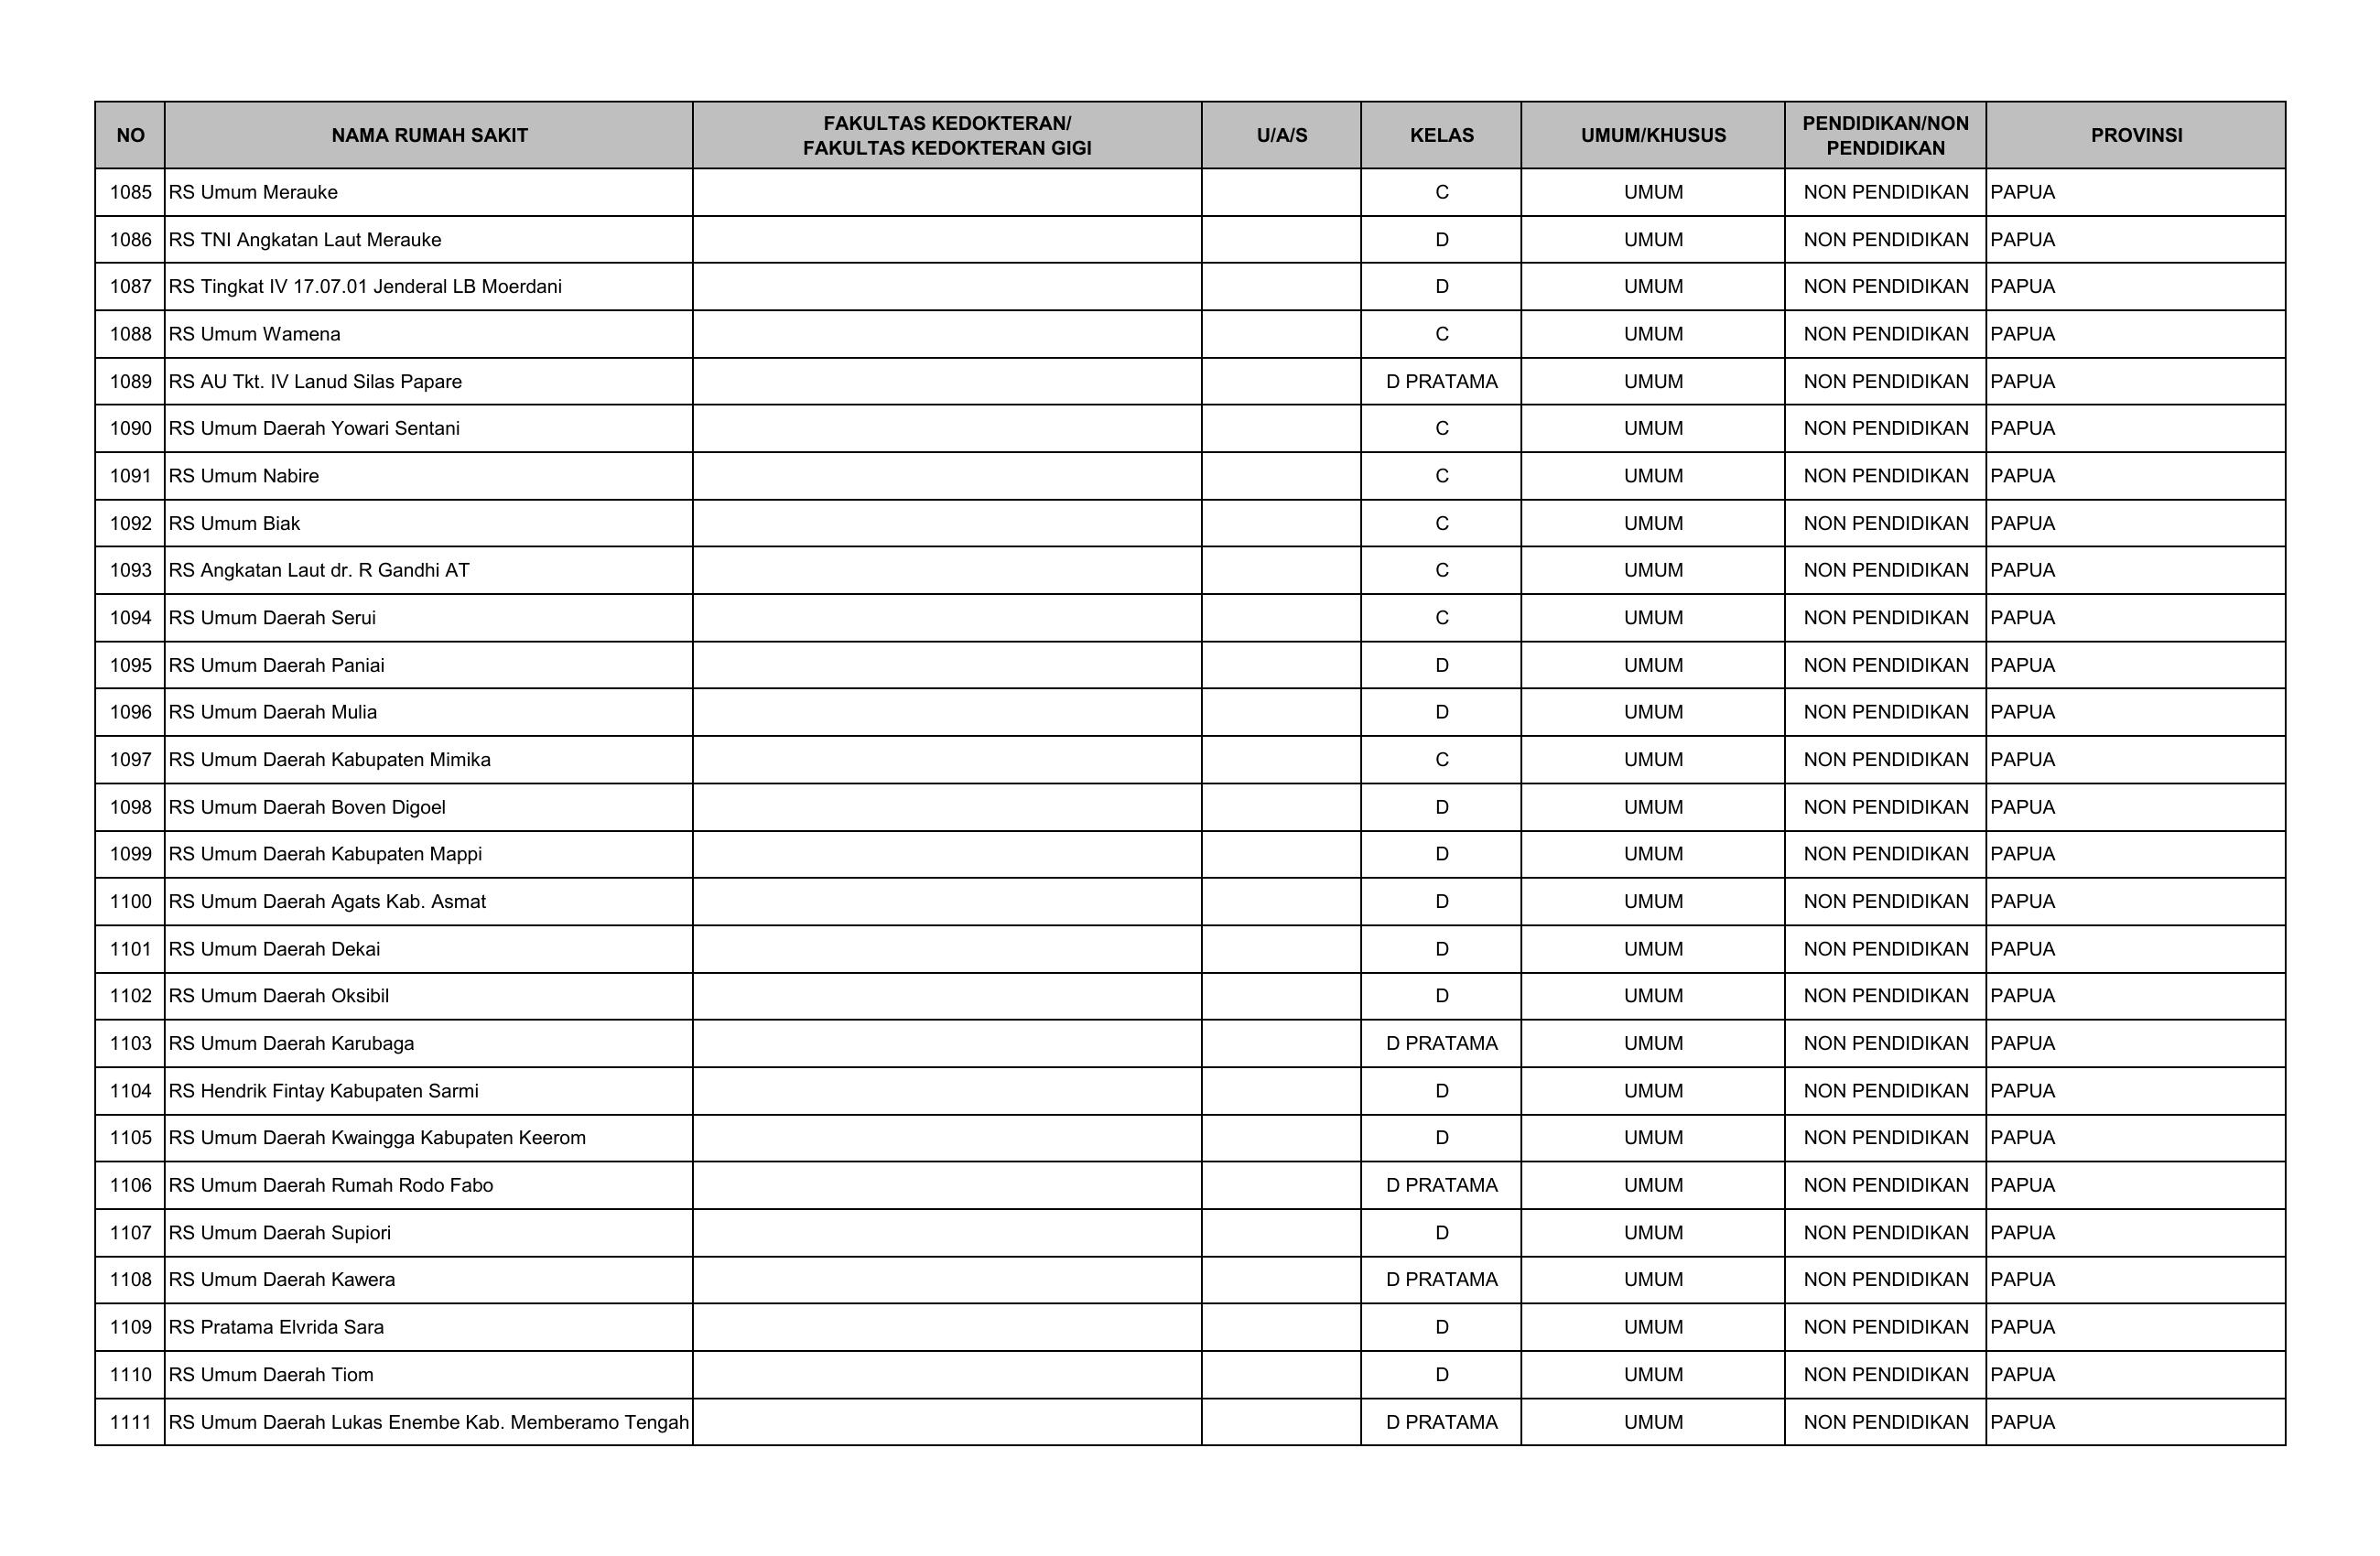 NO NAMA RUMAH SAKIT FAKULTAS KEDOKTERAN/ FAKULTAS KEDOKTERAN GIGI U/A/S KELAS UMUM/KHUSUS PENDIDIKAN/NON PENDIDIKAN PROVINSI
1085 RS Umum Merauke C UMUM NON PENDIDIKAN PAPUA
1086 RS TNI Angkatan Laut Merauke D UMUM NON PENDIDIKAN PAPUA
1087 RS Tingkat IV 17.07.01 Jenderal LB Moerdani D UMUM NON PENDIDIKAN PAPUA
1088 RS Umum Wamena C UMUM NON PENDIDIKAN PAPUA
1089 RS AU Tkt. IV Lanud Silas Papare D PRATAMA UMUM NON PENDIDIKAN PAPUA
1090 RS Umum Daerah Yowari Sentani C UMUM NON PENDIDIKAN PAPUA
1091 RS Umum Nabire C UMUM NON PENDIDIKAN PAPUA
1092 RS Umum Biak C UMUM NON PENDIDIKAN PAPUA
1093 RS Angkatan Laut dr. R Gandhi AT C UMUM NON PENDIDIKAN PAPUA
1094 RS Umum Daerah Serui C UMUM NON PENDIDIKAN PAPUA
1095 RS Umum Daerah Paniai D UMUM NON PENDIDIKAN PAPUA
1096 RS Umum Daerah Mulia D UMUM NON PENDIDIKAN PAPUA
1097 RS Umum Daerah Kabupaten Mimika C UMUM NON PENDIDIKAN PAPUA
1098 RS Umum Daerah Boven Digoel D UMUM NON PENDIDIKAN PAPUA
1099 RS Umum Daerah Kabupaten Mappi D UMUM NON PENDIDIKAN PAPUA
1100 RS Umum Daerah Agats Kab. Asmat D UMUM NON PENDIDIKAN PAPUA
1101 RS Umum Daerah Dekai D UMUM NON PENDIDIKAN PAPUA
1102 RS Umum Daerah Oksibil D UMUM NON PENDIDIKAN PAPUA
1103 RS Umum Daerah Karubaga D PRATAMA UMUM NON PENDIDIKAN PAPUA
1104 RS Hendrik Fintay Kabupaten Sarmi D UMUM NON PENDIDIKAN PAPUA
1105 RS Umum Daerah Kwaingga Kabupaten Keerom D UMUM NON PENDIDIKAN PAPUA
1106 RS Umum Daerah Rumah Rodo Fabo D PRATAMA UMUM NON PENDIDIKAN PAPUA
1107 RS Umum Daerah Supiori D UMUM NON PENDIDIKAN PAPUA
1108 RS Umum Daerah Kawera D PRATAMA UMUM NON PENDIDIKAN PAPUA
1109 RS Pratama Elvrida Sara D UMUM NON PENDIDIKAN PAPUA
1110 RS Umum Daerah Tiom D UMUM NON PENDIDIKAN PAPUA
1111 RS Umum Daerah Lukas Enembe Kab. Memberamo Tengah D PRATAMA UMUM NON PENDIDIKAN PAPUA